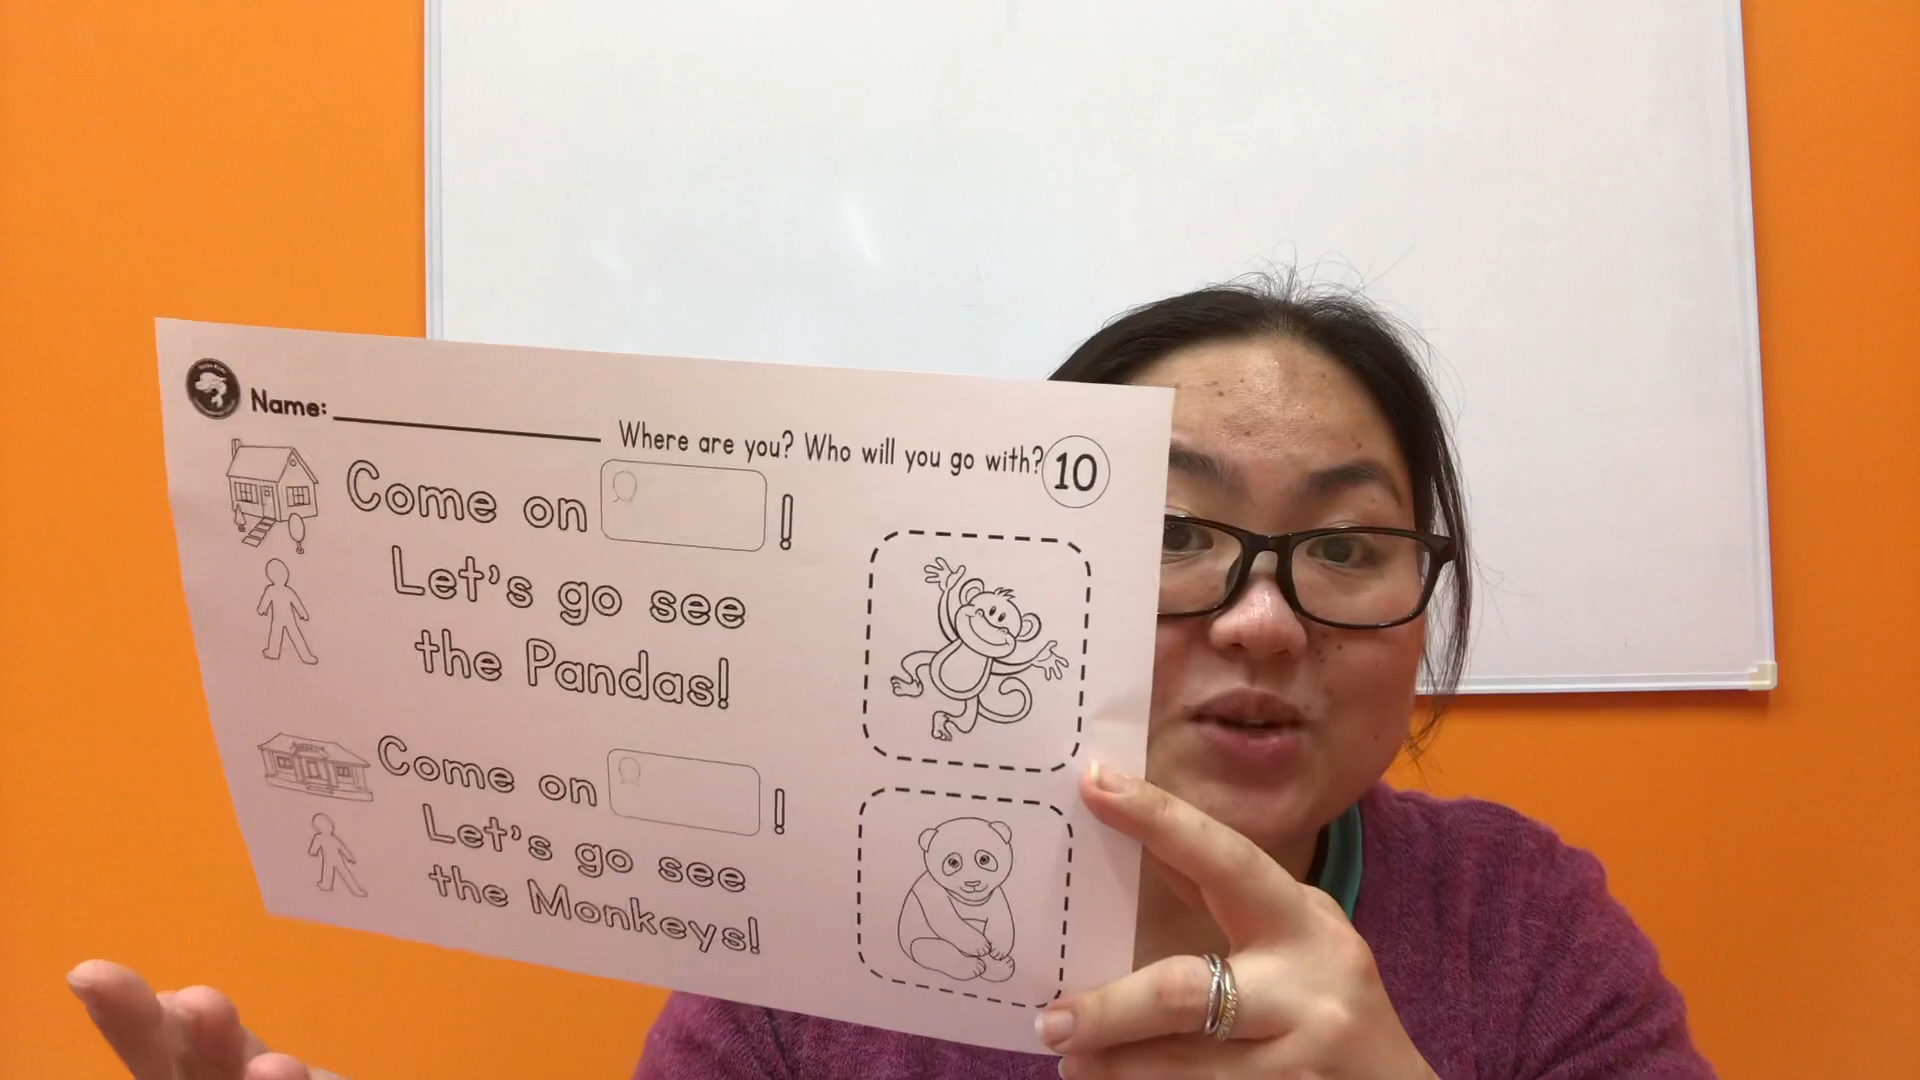 Name:
Where are you? Who will you go with?
10
Come on !
Let's go see
the Pandas!
Come on !
Let's go see
the Monkeys!